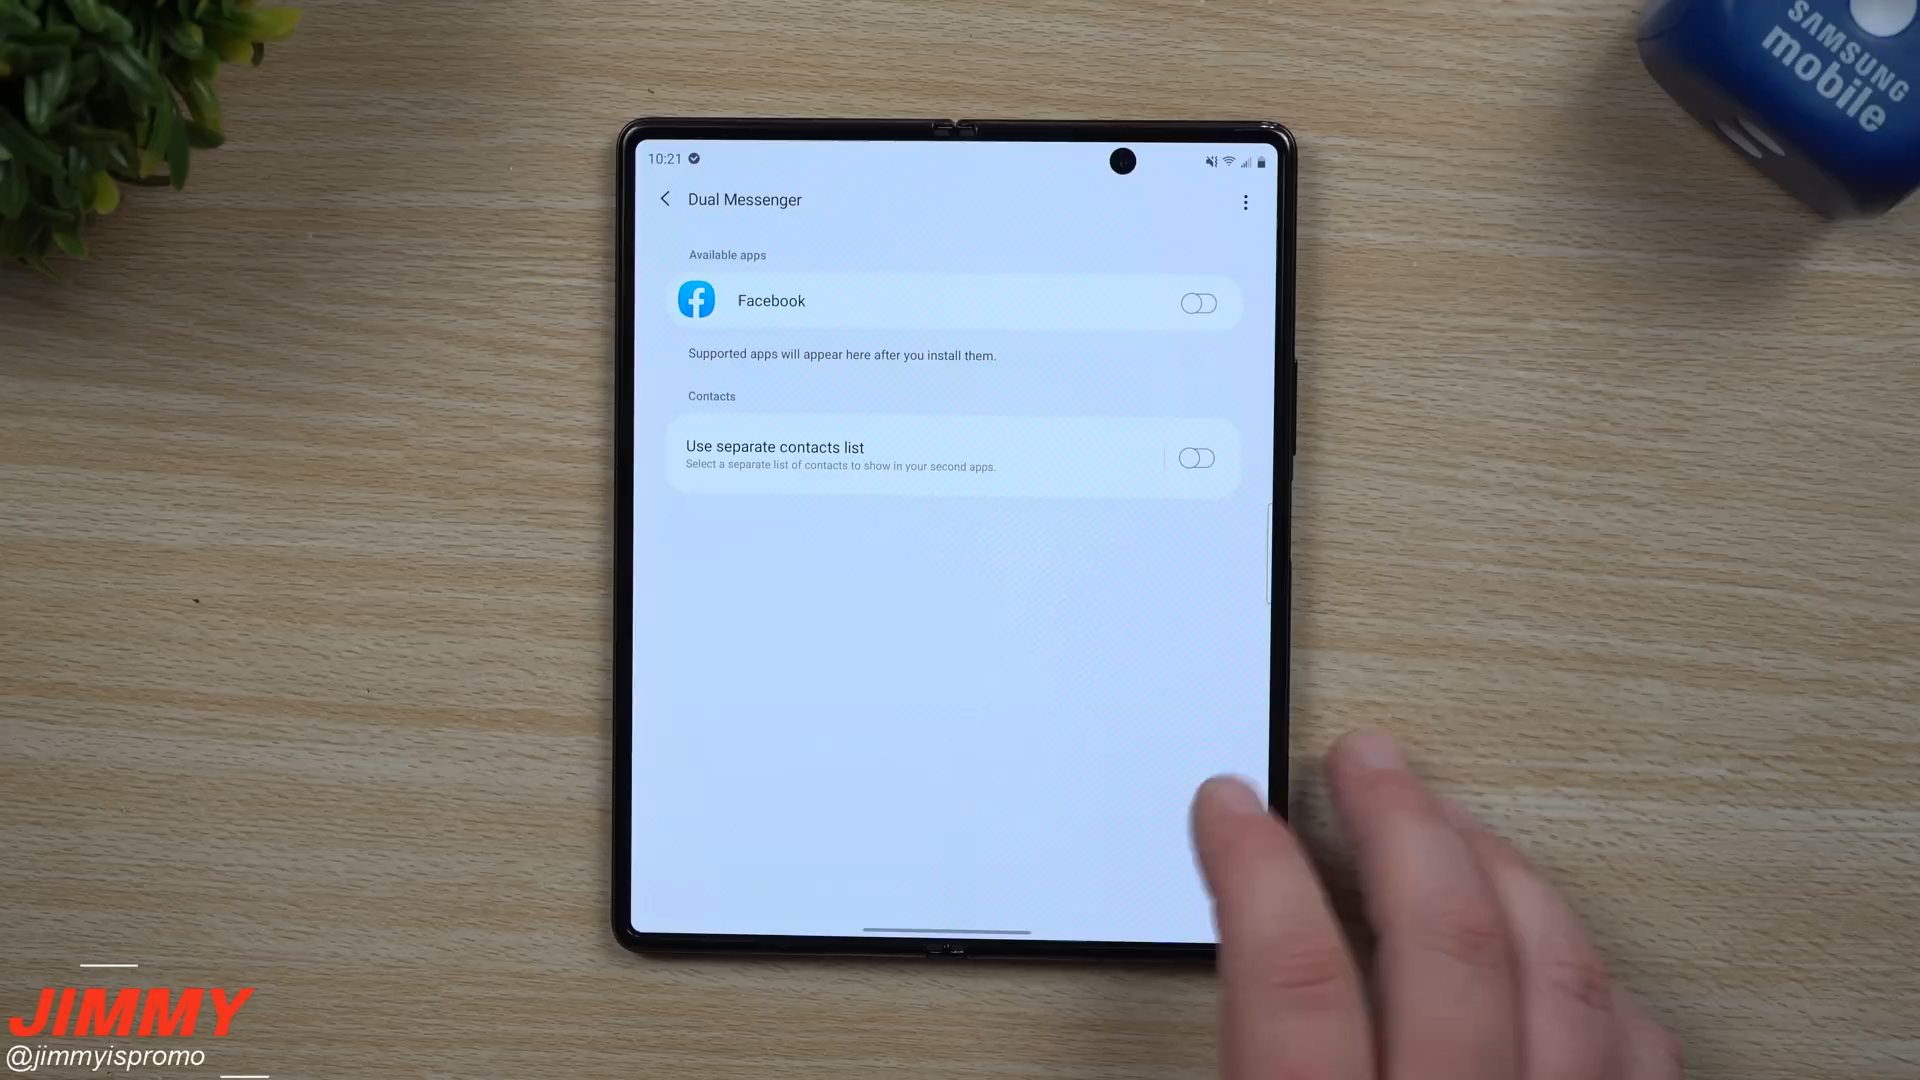 SAMSUNG
mobile
10:21
Dual Messenger
Available apps
Facebook
Supported apps will appear here after you install them.
Contacts
Use separate contacts list
Select a separate list of contacts to show in your second apps.
JIMMY
@jimmyispromo